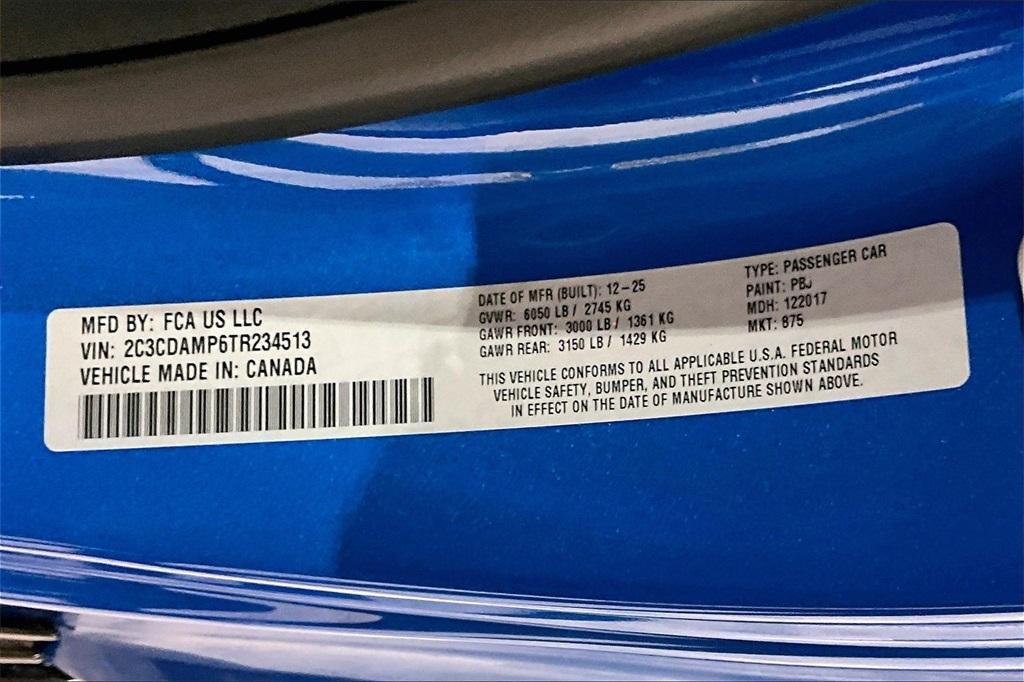 MFD BY: FCA US LLC
VIN: 2C3CDAMP6TR234513
VEHICLE MADE IN: CANADA
DATE OF MFR (BUILT): 12-25
GVWR: 6050 LB / 2745 KG
GAWR FRONT: 3000 LB / 1361 KG
GAWR REAR: 3150 LB / 1429 KG
TYPE: PASSENGER CAR
PAINT: PBJ
MDH: 122017
MKT: 875
THIS VEHICLE CONFORMS TO ALL APPLICABLE U.S.A. FEDERAL MOTOR
VEHICLE SAFETY, BUMPER, AND THEFT PREVENTION STANDARDS
IN EFFECT ON THE DATE OF MANUFACTURE SHOWN ABOVE.